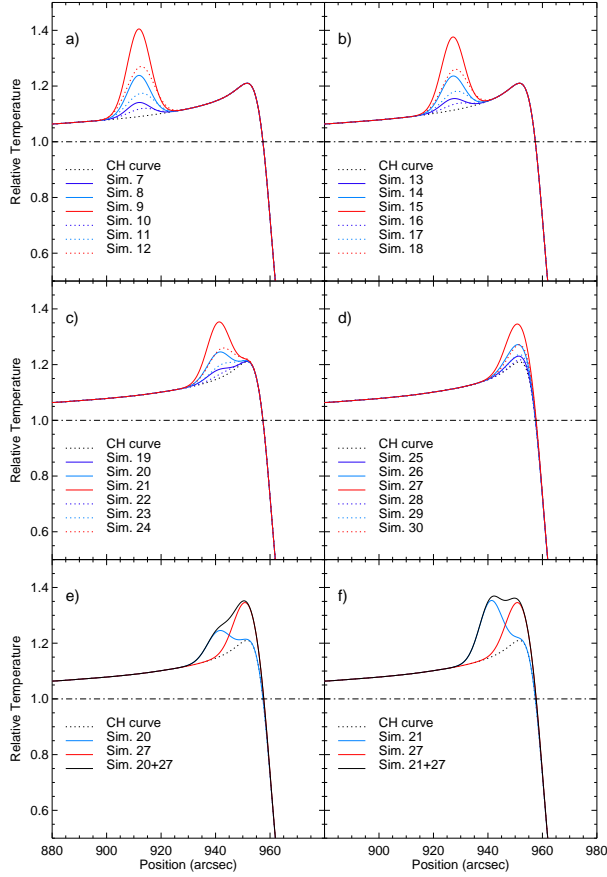 a)
1.4
1.2
1.0
0.8
0.6
Relative Temperature
CH curve
Sim. 7
Sim. 8
Sim. 9
Sim. 10
Sim. 11
Sim. 12
b)
CH curve
Sim. 13
Sim. 14
Sim. 15
Sim. 16
Sim. 17
Sim. 18
c)
1.4
1.2
1.0
0.8
0.6
Relative Temperature
CH curve
Sim. 19
Sim. 20
Sim. 21
Sim. 22
Sim. 23
Sim. 24
d)
CH curve
Sim. 25
Sim. 26
Sim. 27
Sim. 28
Sim. 29
Sim. 30
e)
1.4
1.2
1.0
0.8
0.6
Relative Temperature
CH curve
Sim. 20
Sim. 27
Sim. 20+27
880 900 920 940 960
Position (arcsec)
f)
CH curve
Sim. 21
Sim. 27
Sim. 21+27
900 920 940 960 980
Position (arcsec)